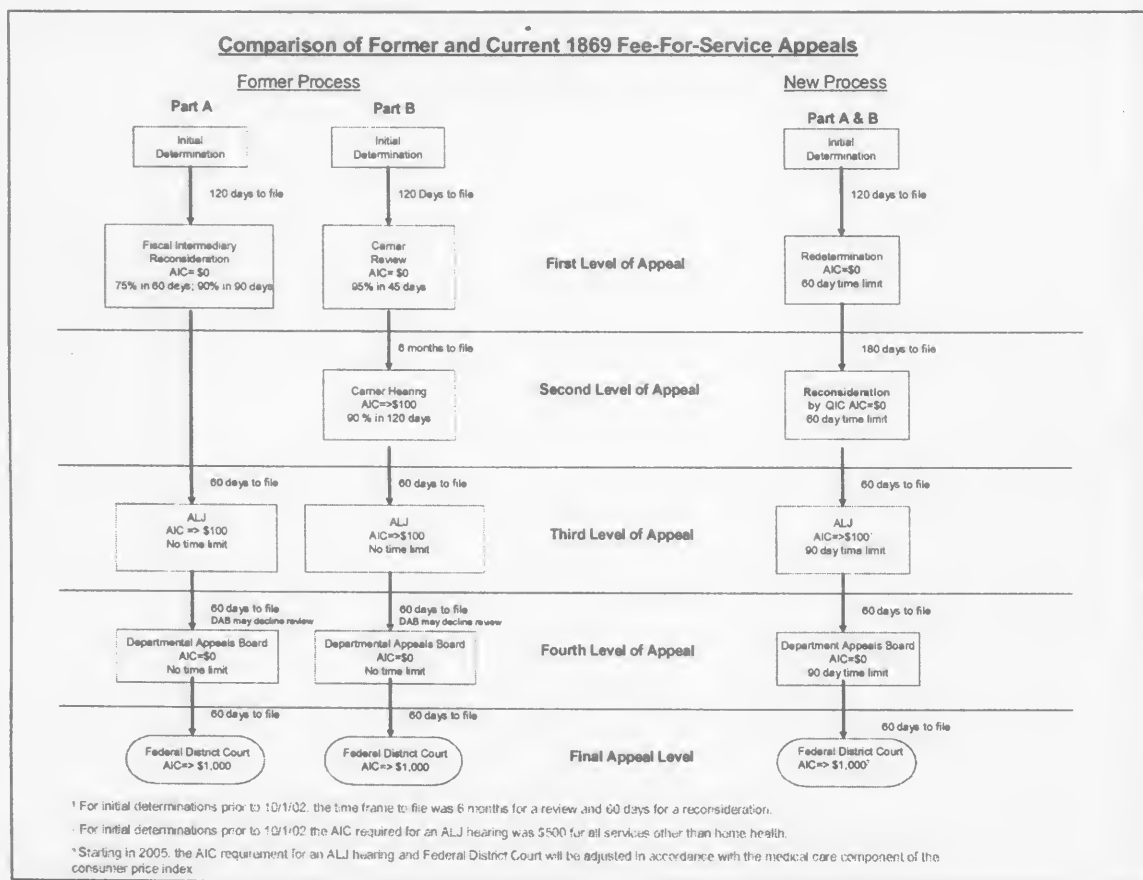 Comparison of Former and Current 1869 Fee-For-Service Appeals
Former Process
New Process
Part A
Part B
Part A & B
Initial
Determination
Initial
Determination
Initial
Determination
120 days to file
120 Days to file
120 days to file
Fiscal Intermediary
Reconsideration
AIC= $0
75% in 60 days; 90% in 90 days
Carrier
Review
AIC= $0
95% in 45 days
First Level of Appeal
Redetermination
AIC=$0
60 day time limit
6 months to file
180 days to file
Carrier Hearing
AIC=>$100
90 % in 120 days
Second Level of Appeal
Reconsideration
by QIC AIC=$0
60 day time limit
60 days to file
60 days to file
60 days to file
ALJ
AIC => $100
No time limit
ALJ
AIC=>$100
No time limit
Third Level of Appeal
ALJ
AIC=>$100
90 day time limit
60 days to file
DAB may decline review
60 days to file
DAB may decline review
60 days to file
Departmental Appeals Board
AIC=$0
No time limit
Departmental Appeals Board
AIC=$0
No time limit
Fourth Level of Appeal
Department Appeals Board
AIC=$0
90 day time limit
60 days to file
60 days to file
60 days to file
Federal District Court
AIC=> $1,000
Federal District Court
AIC=> $1,000
Final Appeal Level
Federal District Court
AIC=> $1,000
¹ For initial determinations prior to 10/1/02, the time frame to file was 6 months for a review and 60 days for a reconsideration.
For initial determinations prior to 10/1/02 the AIC required for an ALJ hearing was $500 for all services other than home health.
Starting in 2005, the AIC requirement for an ALJ hearing and Federal District Court will be adjusted in accordance with the medical care component of the
consumer price index